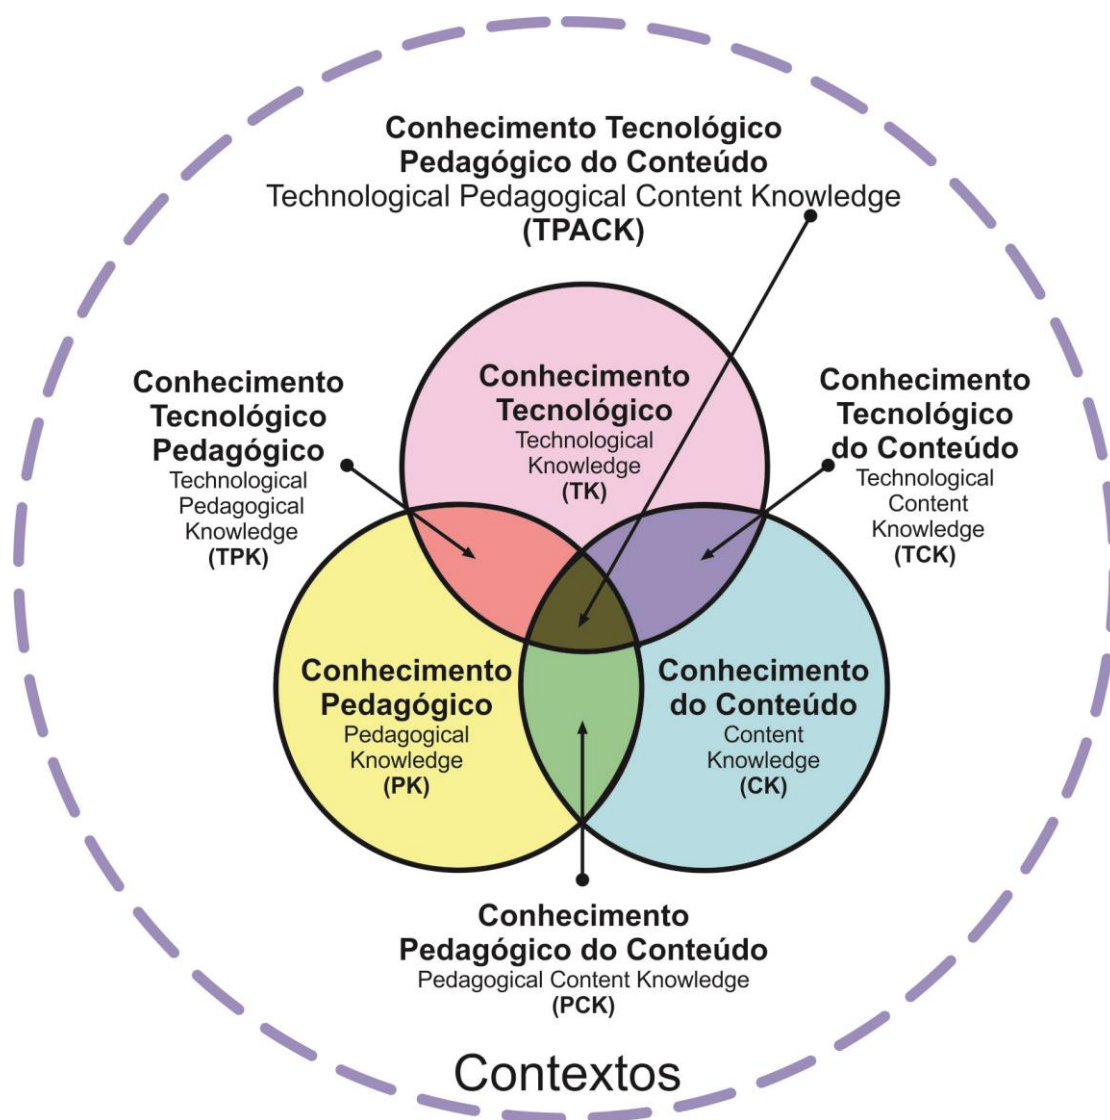 Conhecimento Tecnológico
Pedagógico do Conteúdo
Technological Pedagogical Content Knowledge
(TPACK)
Conhecimento
Tecnológico
Pedagógico
Technological
Pedagogical
Knowledge
(TPK)
Conhecimento
Tecnológico
Technological
Knowledge
(TK)
Conhecimento
Tecnológico
do Conteúdo
Technological
Content
Knowledge
(TCK)
Conhecimento
Pedagógico
Pedagogical
Knowledge
(PK)
Conhecimento
do Conteúdo
Content
Knowledge
(CK)
Conhecimento
Pedagógico do Conteúdo
Pedagogical Content Knowledge
(PCK)
Contextos